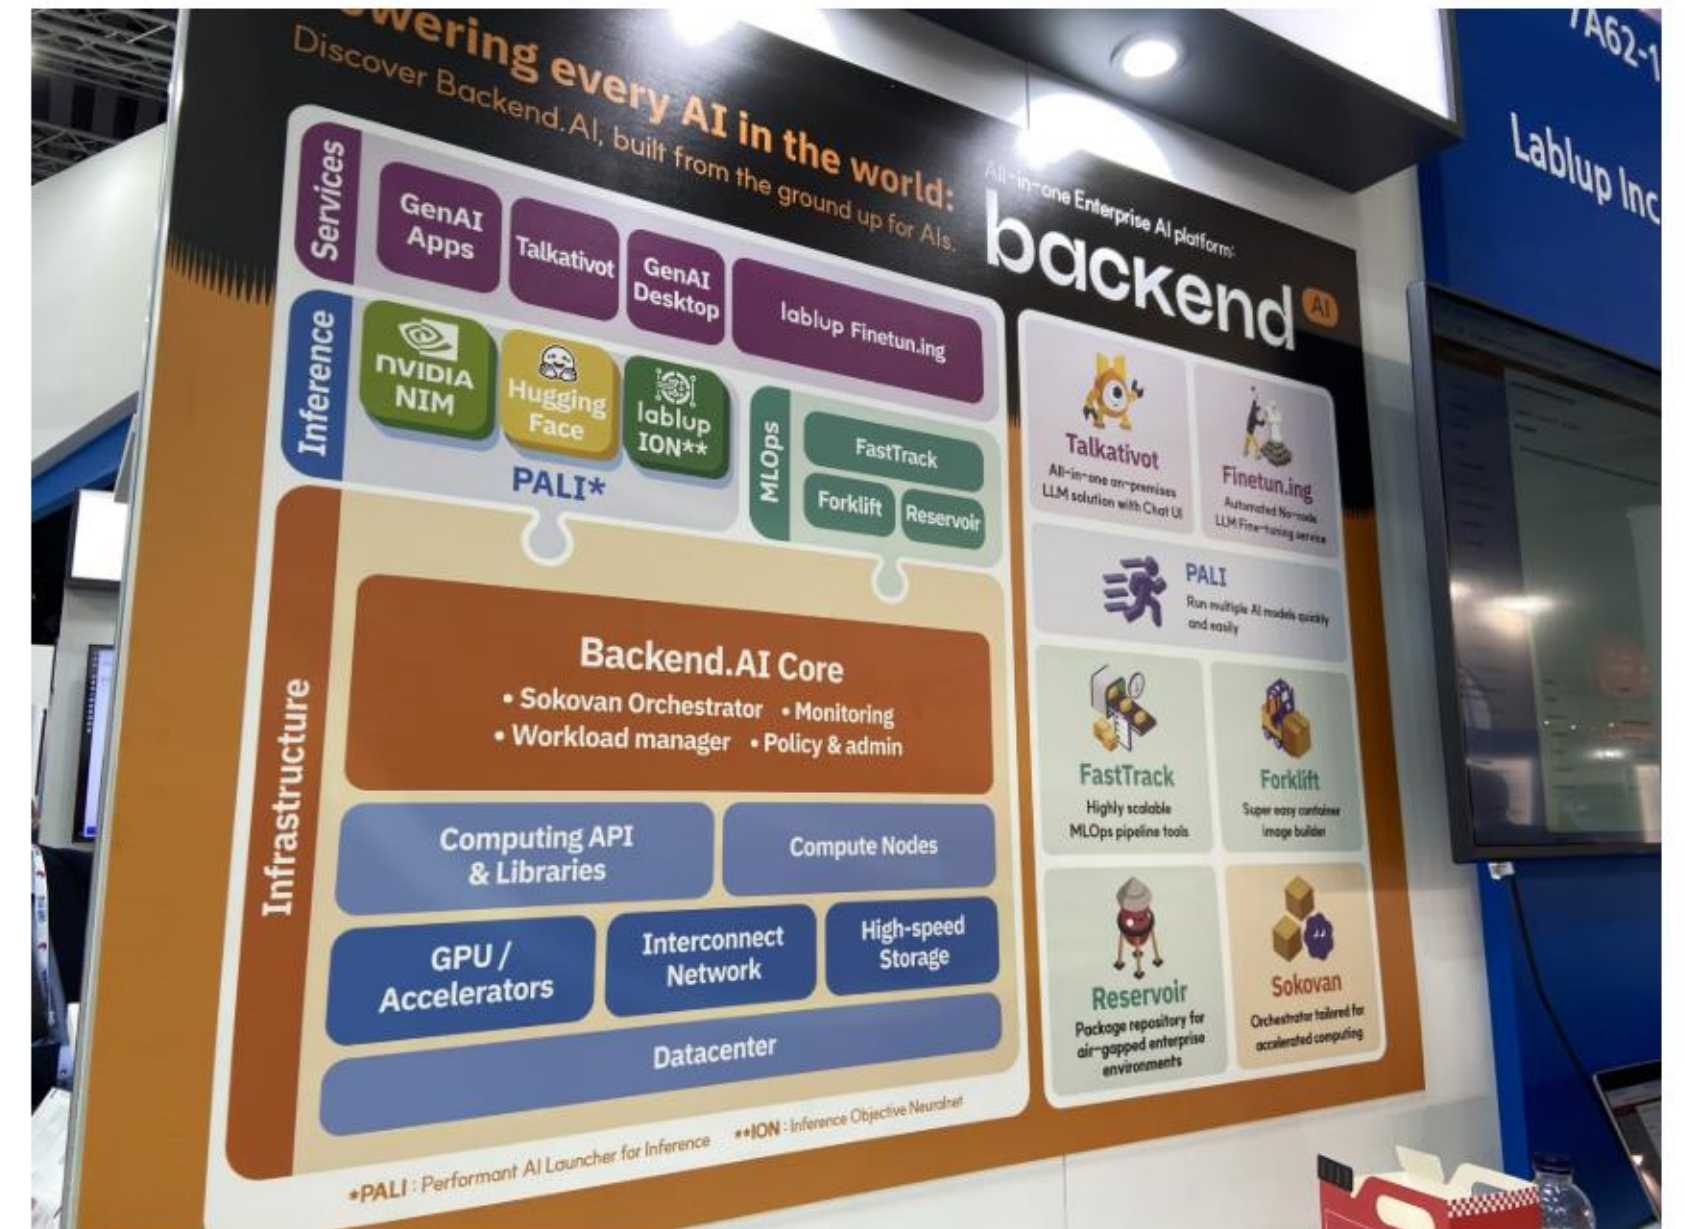 owering every AI in the world:
Discover Backend.AI, built from the ground up for AIs.
Services
GenAI
Apps
Talkativot
GenAI
Desktop
lablup Finetun.ing
Inference
NVIDIA
NIM
Hugging
Face
lablup
ION**
PALI*
MLOps
FastTrack
Forklift
Reservoir
Infrastructure
Backend.AI Core
• Sokovan Orchestrator • Monitoring
• Workload manager • Policy & admin
Computing API
& Libraries
Compute Nodes
GPU /
Accelerators
Interconnect
Network
High-speed
Storage
Datacenter
*PALI : Performant AI Launcher for Inference **ION : Inference Objective Neuralnet
All-in-one Enterprise AI platform:
backend AI
Talkativot
All-in-one on-premises
LLM solution with Chat UI
Finetun.ing
Automated No-code
LLM Fine-tuning service
PALI
Run multiple AI models quickly
and easily
FastTrack
Highly scalable
MLOps pipeline tools
Forklift
Super easy container
image builder
Reservoir
Package repository for
air-gapped enterprise
environments
Sokovan
Orchestrator tailored for
accelerated computing
Lablup Inc